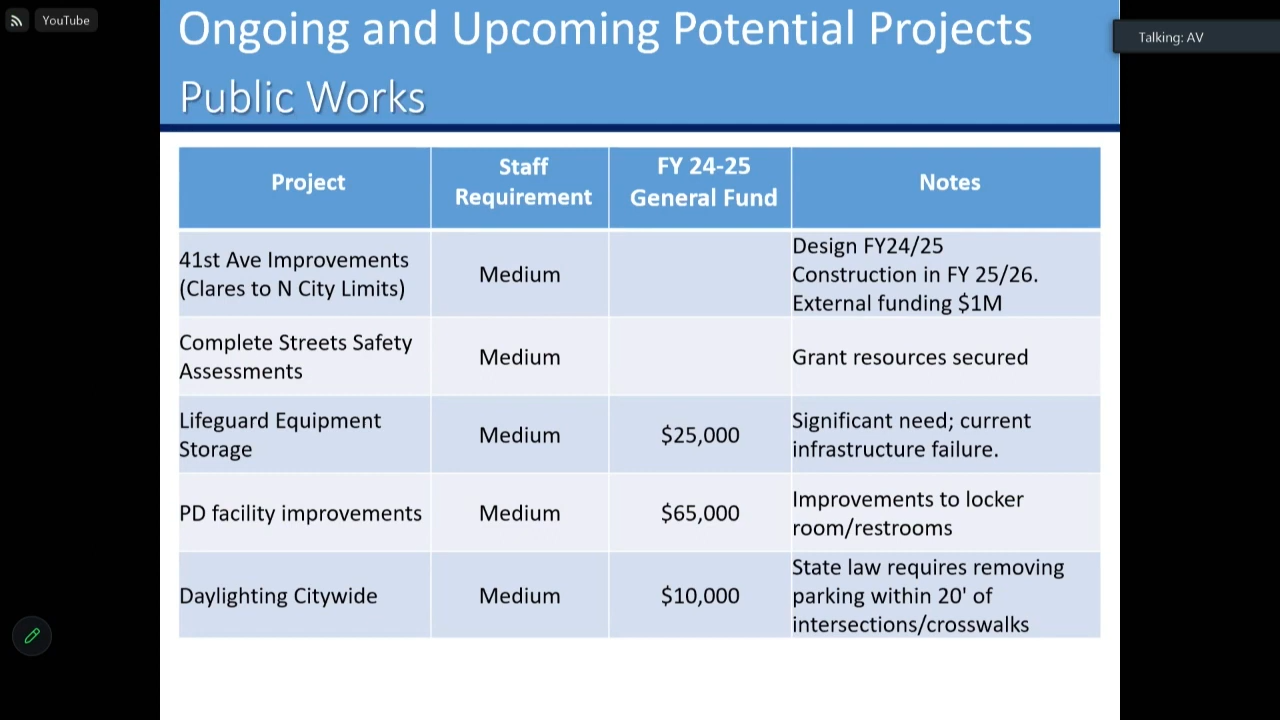 YouTube
Talking: AV
Ongoing and Upcoming Potential Projects
Public Works
Project
Staff
Requirement
FY 24-25
General Fund
Notes
41st Ave Improvements
(Clares to N City Limits)
Medium
Design FY24/25
Construction in FY 25/26.
External funding $1M
Complete Streets Safety
Assessments
Medium
Grant resources secured
Lifeguard Equipment
Storage
Medium
$25,000
Significant need; current
infrastructure failure.
PD facility improvements
Medium
$65,000
Improvements to locker
room/restrooms
Daylighting Citywide
Medium
$10,000
State law requires removing
parking within 20' of
intersections/crosswalks